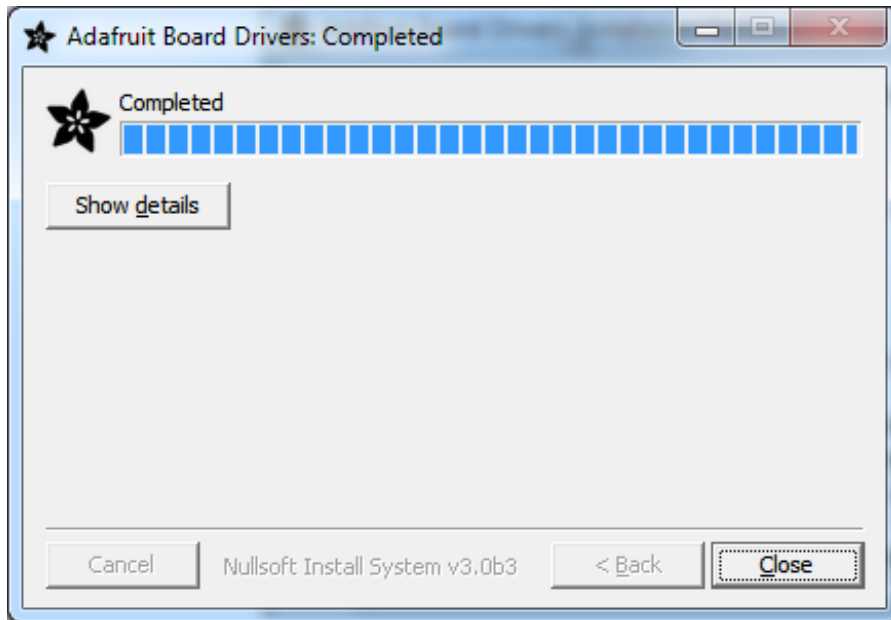 Adafruit Board Drivers: Completed
Completed
Show details
Cancel
Nullsoft Install System v3.0b3
< Back
Close